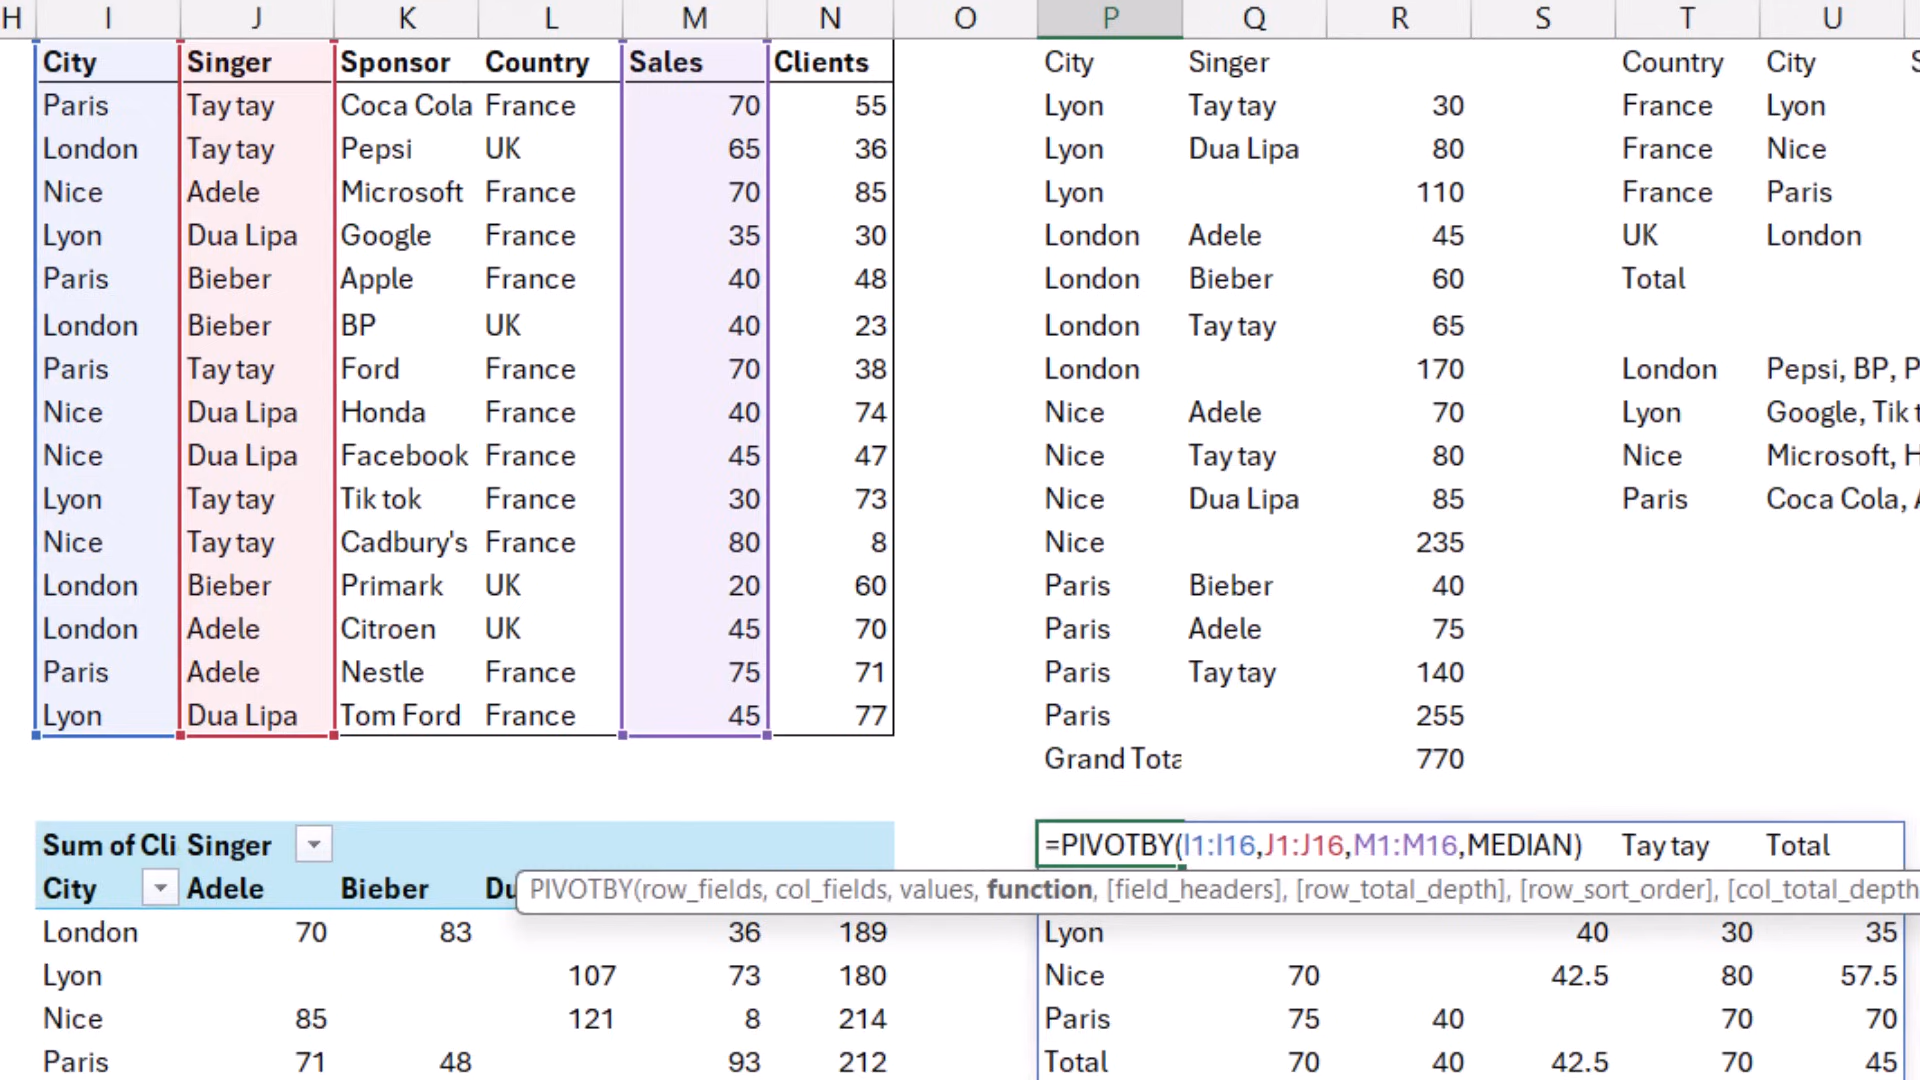 H I J K L M N O P Q R S T U
City Singer Sponsor Country Sales Clients City Singer Country City
Paris Tay tay Coca Cola France 70 55 Lyon Tay tay 30 France Lyon
London Tay tay Pepsi UK 65 36 Lyon Dua Lipa 80 France Nice
Nice Adele Microsoft France 70 85 Lyon 110 France Paris
Lyon Dua Lipa Google France 35 30 London Adele 45 UK London
Paris Bieber Apple France 40 48 London Bieber 60 Total
London Bieber BP UK 40 23 London Tay tay 65
Paris Tay tay Ford France 70 38 London 170 London Pepsi, BP, P
Nice Dua Lipa Honda France 40 74 Nice Adele 70 Lyon Google, Tik t
Nice Dua Lipa Facebook France 45 47 Nice Tay tay 80 Nice Microsoft, H
Lyon Tay tay Tik tok France 30 73 Nice Dua Lipa 85 Paris Coca Cola, A
Nice Tay tay Cadbury's France 80 8 Nice 235
London Bieber Primark UK 20 60 Paris Bieber 40
London Adele Citroen UK 45 70 Paris Adele 75
Paris Adele Nestle France 75 71 Paris Tay tay 140
Lyon Dua Lipa Tom Ford France 45 77 Paris 255
Grand Tota 770
Sum of Cli Singer =PIVOTBY(I1:I16,J1:J16,M1:M16,MEDIAN) Tay tay Total
City Adele Bieber Du PIVOTBY(row_fields, col_fields, values, function, [field_headers], [row_total_depth], [row_sort_order], [col_total_depth
London 70 83 36 189 Lyon 40 30 35
Lyon 107 73 180 Nice 70 42.5 80 57.5
Nice 85 121 8 214 Paris 75 40 70 70
Paris 71 48 93 212 Total 70 40 42.5 70 45